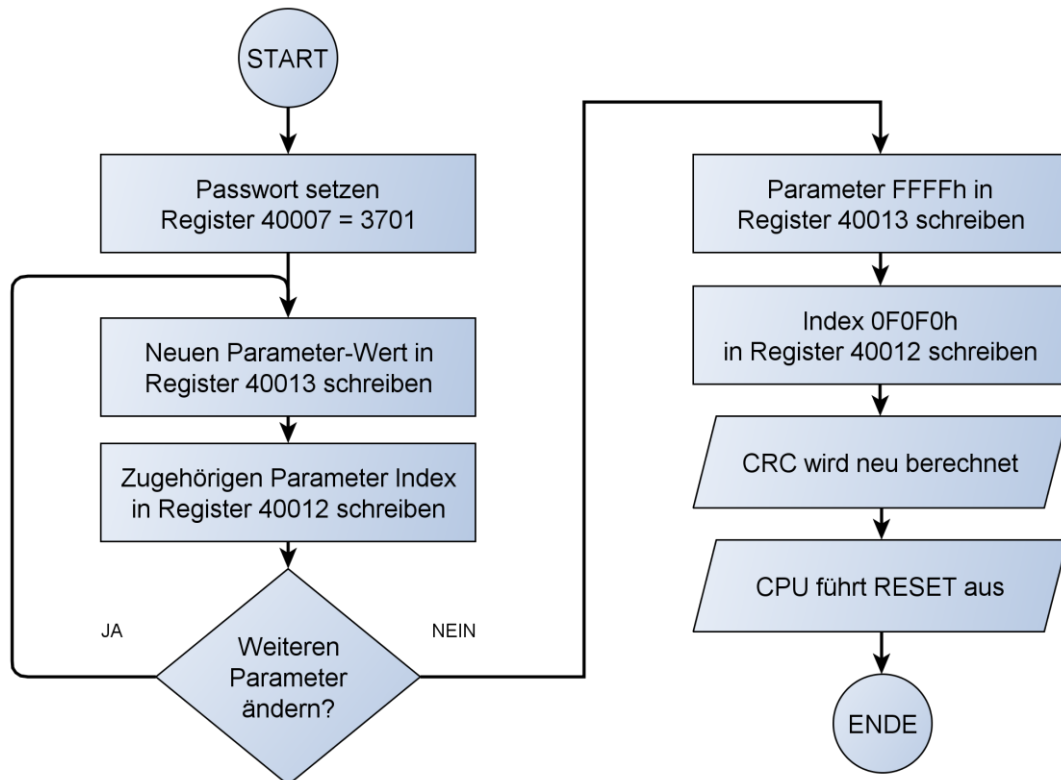 START
Passwort setzen
Register 40007 = 3701
Neuen Parameter-Wert in
Register 40013 schreiben
Zugehörigen Parameter Index
in Register 40012 schreiben
JA
Weiteren
Parameter
ändern?
NEIN
Parameter FFFFh in
Register 40013 schreiben
Index 0F0F0h
in Register 40012 schreiben
CRC wird neu berechnet
CPU führt RESET aus
ENDE